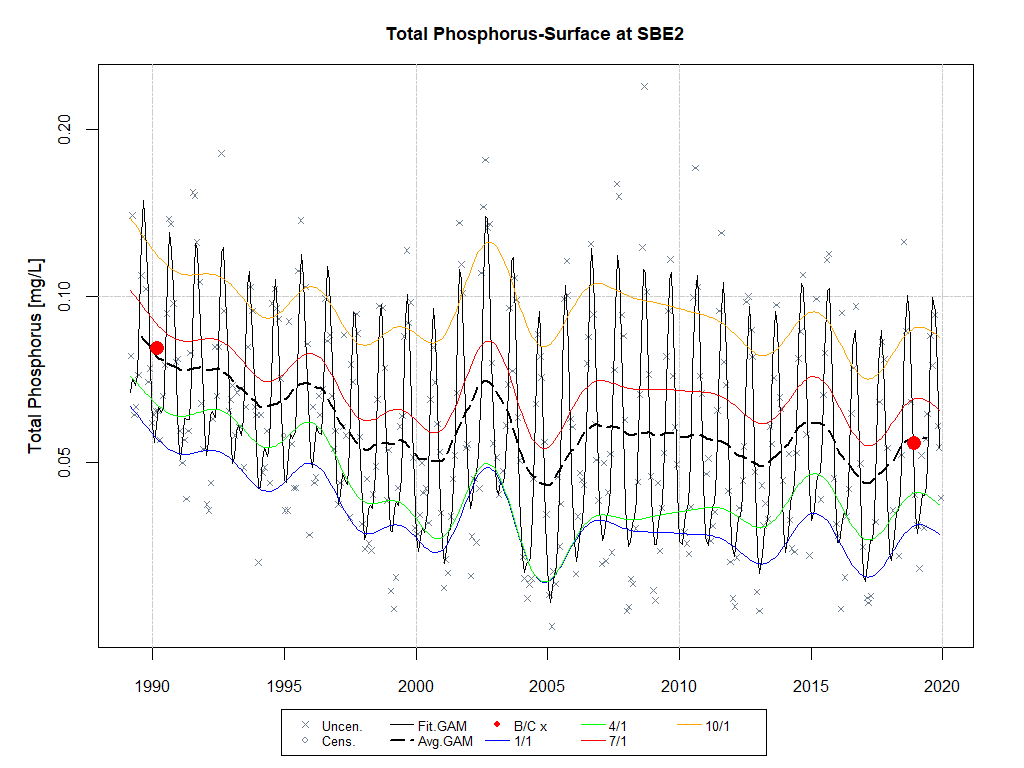 Total Phosphorus-Surface at SBE2
Total Phosphorus [mg/L]
0.20
0.10
0.05
1990 1995 2000 2005 2010 2015 2020
Uncen. Fit.GAM B/C x 4/1 10/1
Cens. Avg.GAM 1/1 7/1